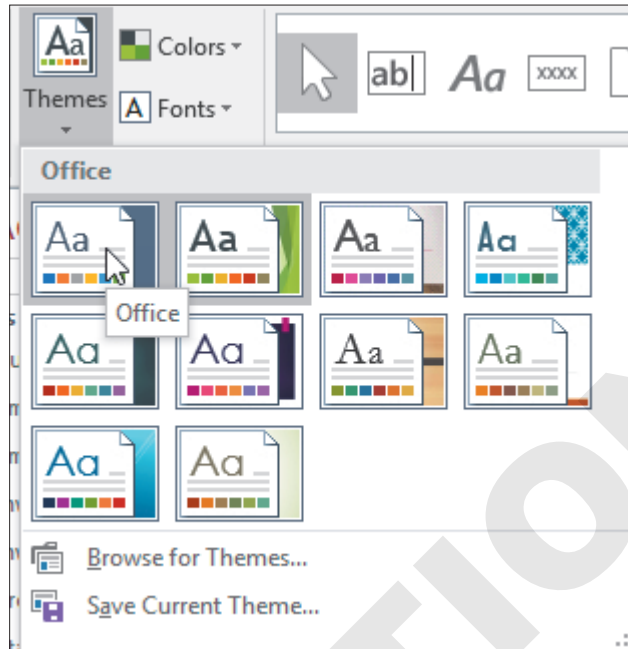 Aa Colors
ab Aa xxxx
Themes A Fonts
Office
Aa Aa Aa Aa
Office
Aa Aa Aa Aa
Aa Aa
Browse for Themes...
Save Current Theme...